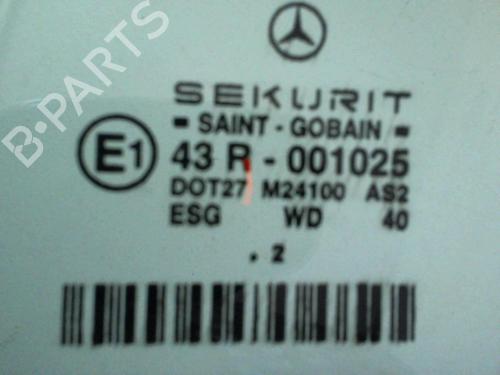 B-PARTS
SEKURIT
SAINT - GOBAIN
E1 43 R - 001025
DOT27 M24100 AS2
ESG WD 40
. 2